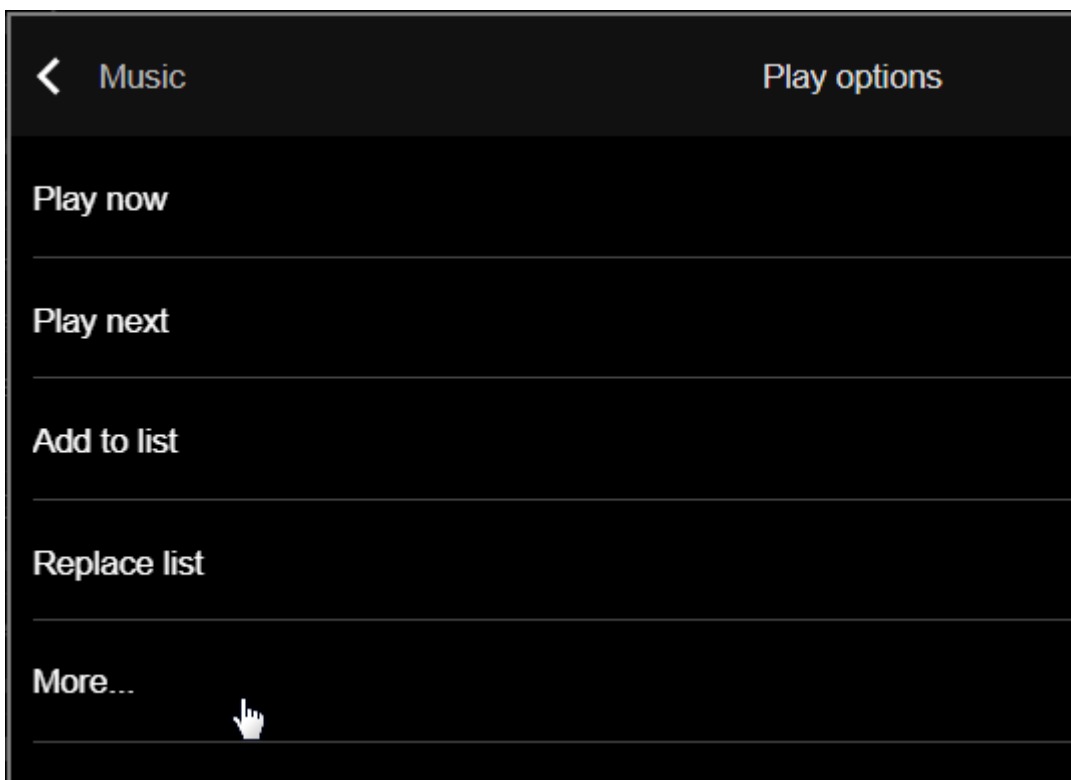 Music Play options
Play now
Play next
Add to list
Replace list
More...